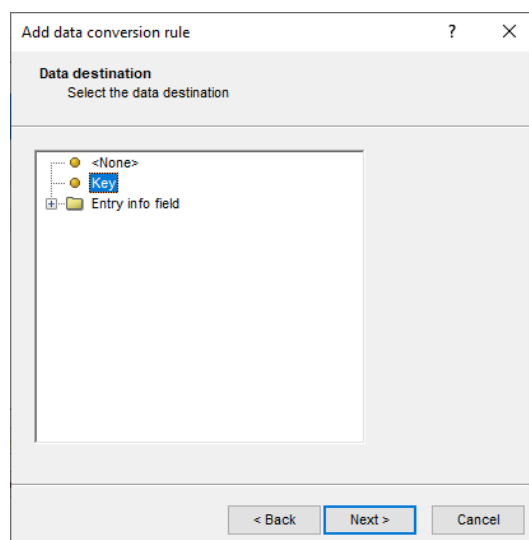 Add data conversion rule ?
Data destination
Select the data destination
<None>
Key
Entry info field
< Back Next > Cancel